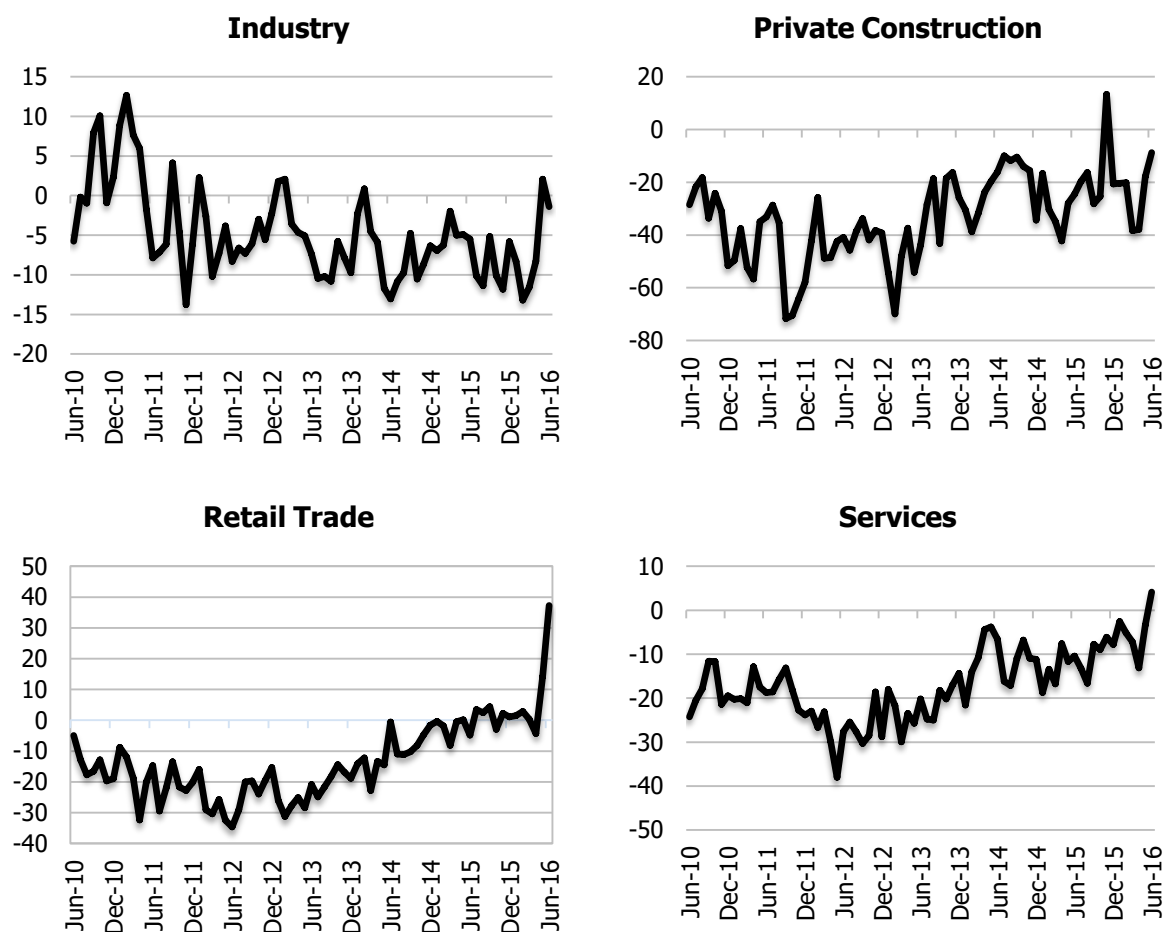 Industry
15
10
5
0
-5
-10
-15
-20
Jun-10
Dec-10
Jun-11
Dec-11
Jun-12
Dec-12
Jun-13
Dec-13
Jun-14
Dec-14
Jun-15
Dec-15
Jun-16
Private Construction
20
0
-20
-40
-60
-80
Jun-10
Dec-10
Jun-11
Dec-11
Jun-12
Dec-12
Jun-13
Dec-13
Jun-14
Dec-14
Jun-15
Dec-15
Jun-16
Retail Trade
50
40
30
20
10
0
-10
-20
-30
-40
Jun-10
Dec-10
Jun-11
Dec-11
Jun-12
Dec-12
Jun-13
Dec-13
Jun-14
Dec-14
Jun-15
Dec-15
Jun-16
Services
10
0
-10
-20
-30
-40
-50
Jun-10
Dec-10
Jun-11
Dec-11
Jun-12
Dec-12
Jun-13
Dec-13
Jun-14
Dec-14
Jun-15
Dec-15
Jun-16